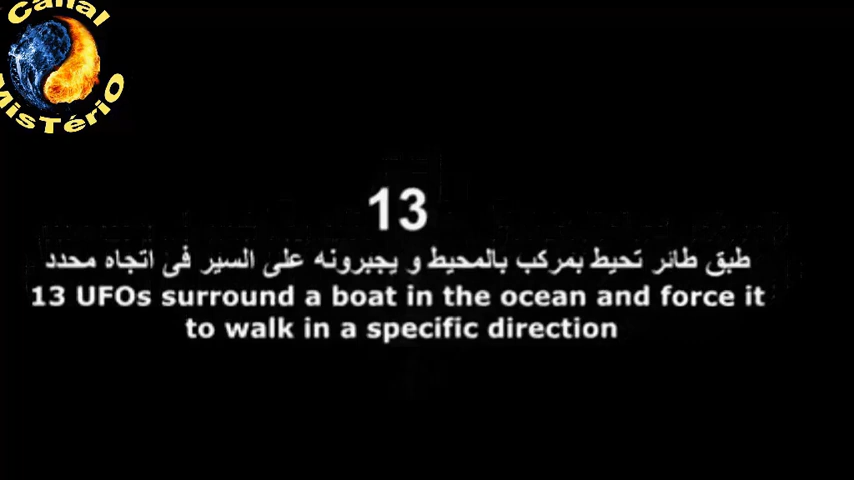 Canal
MisTériO
13
طبق طائر تحيط بمركب بالمحيط و يجبرونه على السير فى اتجاه محدد
13 UFOs surround a boat in the ocean and force it
to walk in a specific direction